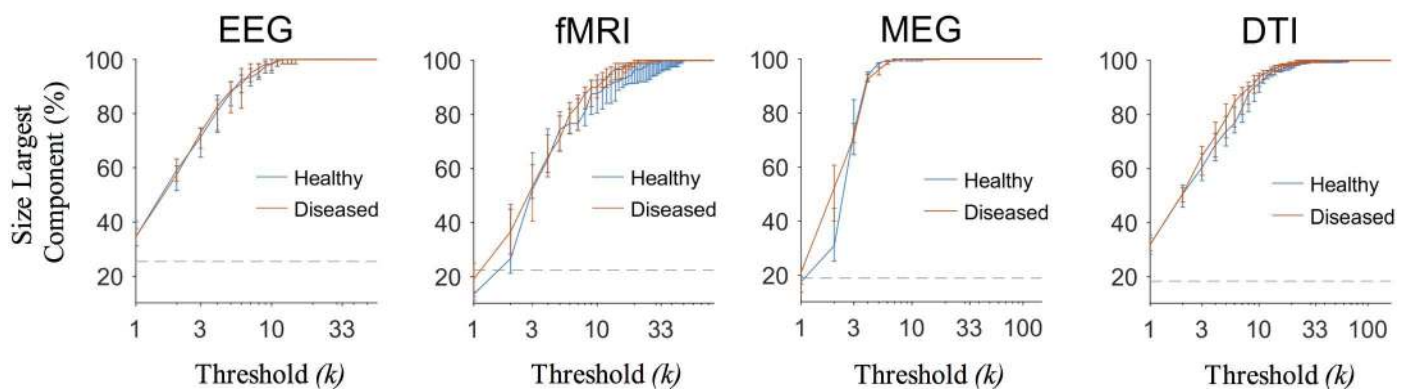 EEG
fMRI
MEG
DTI
Size Largest
Component (%)
100
80
60
40
20
Healthy
Diseased
1
3
10
33
Threshold (k)
100
80
60
40
20
Healthy
Diseased
1
3
10
33
Threshold (k)
100
80
60
40
20
Healthy
Diseased
1
3
10
33
100
Threshold (k)
100
80
60
40
20
Healthy
Diseased
1
3
10
33
100
Threshold (k)